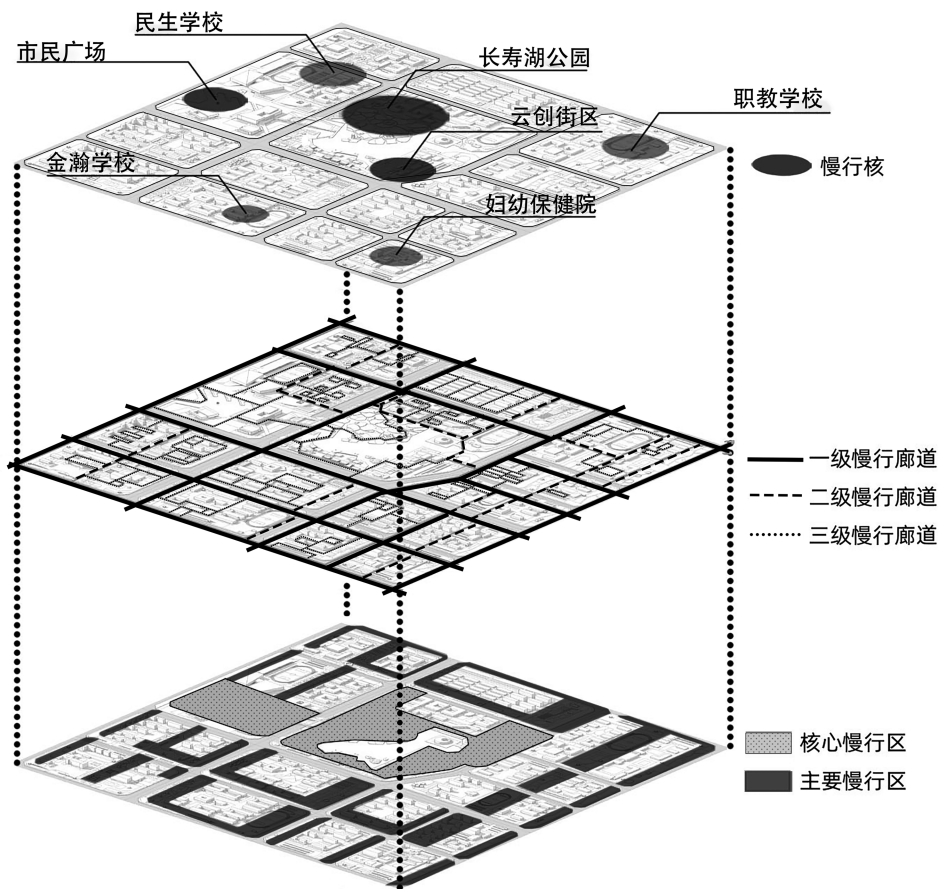 民生学校
市民广场
长寿湖公园
职教学校
云创街区
金瀚学校
慢行核
妇幼保健院
一级慢行廊道
二级慢行廊道
三级慢行廊道
核心慢行区
主要慢行区